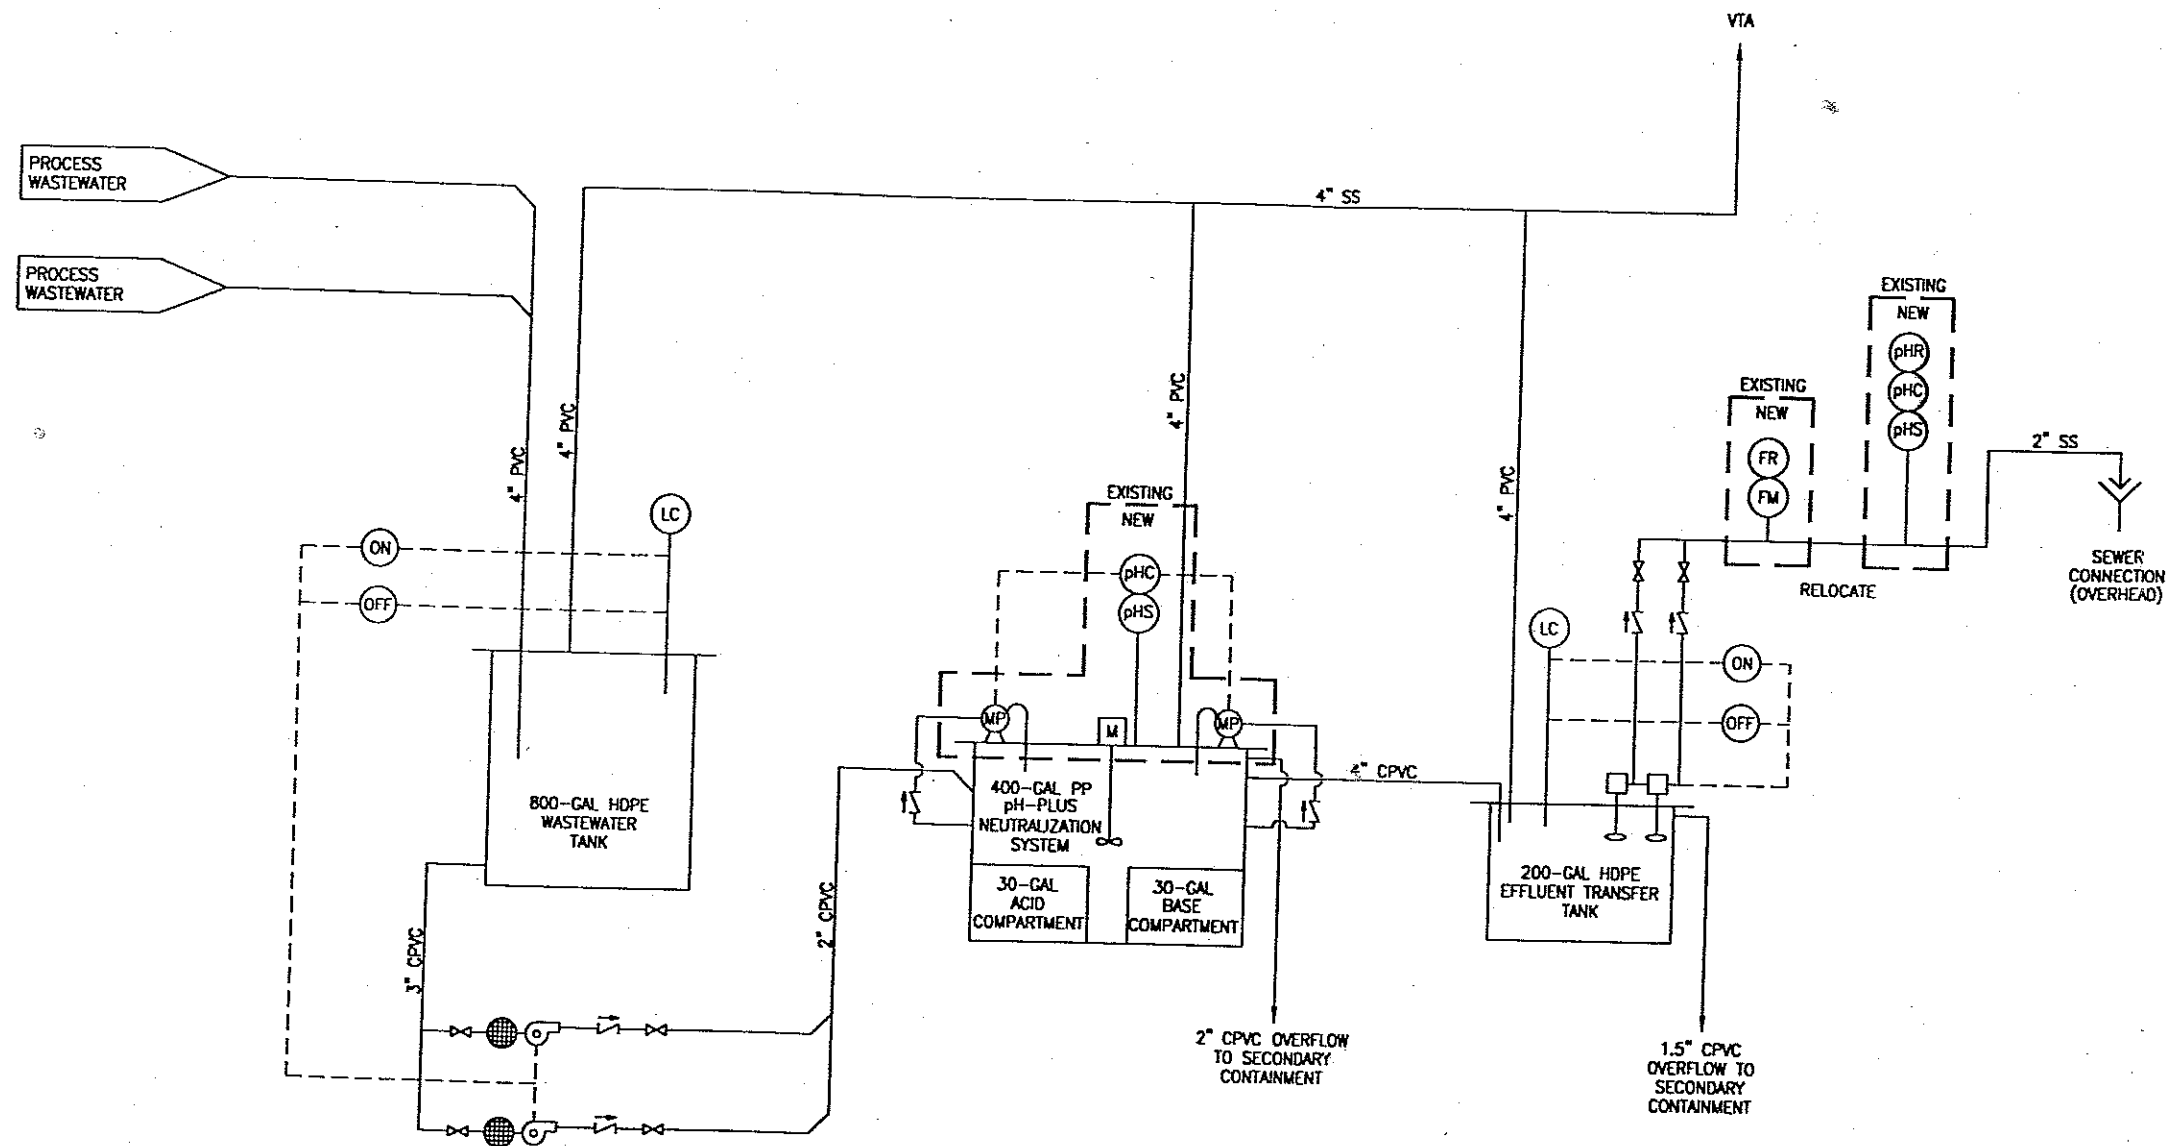 VTA
PROCESS
WASTEWATER
4" SS
PROCESS
WASTEWATER
EXISTING
NEW
pHR
pHC
pHS
EXISTING
NEW
FR
FM
2" SS
4" PVC
4" PVC
4" PVC
4" PVC
LC
EXISTING
NEW
ON
OFF
pHC
pHS
SEWER
CONNECTION
(OVERHEAD)
RELOCATE
LC
ON
OFF
MP
M
MP
4" CPVC
800-GAL HDPE
WASTEWATER
TANK
400-GAL PP
pH-PLUS
NEUTRALIZATION
SYSTEM
30-GAL
ACID
COMPARTMENT
30-GAL
BASE
COMPARTMENT
200-GAL HDPE
EFFLUENT TRANSFER
TANK
3" CPVC
2" CPVC
2" CPVC OVERFLOW
TO SECONDARY
CONTAINMENT
1.5" CPVC
OVERFLOW TO
SECONDARY
CONTAINMENT